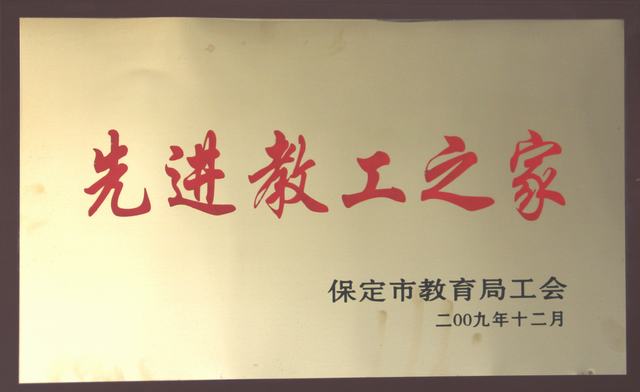 先进教工之家
保定市教育局工会
二00九年十二月